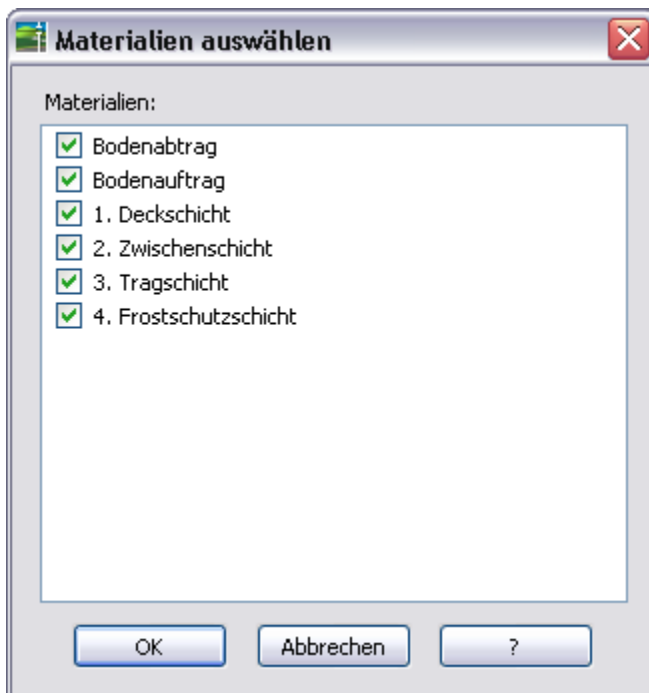 Materialien auswählen
Materialien:
Bodenabtrag
Bodenauftrag
1. Deckschicht
2. Zwischenschicht
3. Tragschicht
4. Frostschutzschicht
OK Abbrechen ?